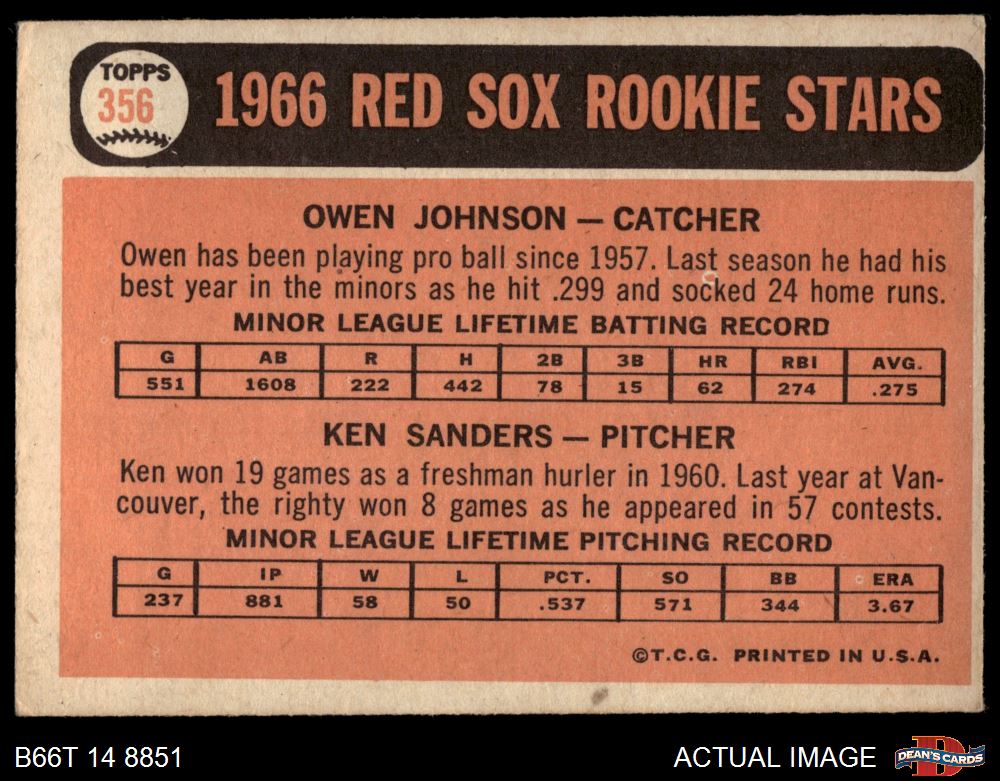 TOPPS
356
1966 RED SOX ROOKIE STARS
OWEN JOHNSON — CATCHER
Owen has been playing pro ball since 1957. Last season he had his
best year in the minors as he hit .299 and socked 24 home runs.
MINOR LEAGUE LIFETIME BATTING RECORD
G AB R H 2B 3B HR RBI AVG.
551 1608 222 442 78 15 62 274 .275
KEN SANDERS — PITCHER
Ken won 19 games as a freshman hurler in 1960. Last year at Van-
couver, the righty won 8 games as he appeared in 57 contests.
MINOR LEAGUE LIFETIME PITCHING RECORD
G IP W L PCT. SO BB ERA
237 881 58 50 .537 571 344 3.67
©T.C.G. PRINTED IN U.S.A.
B66T 14 8851
ACTUAL IMAGE
D
DEAN'S CARDS